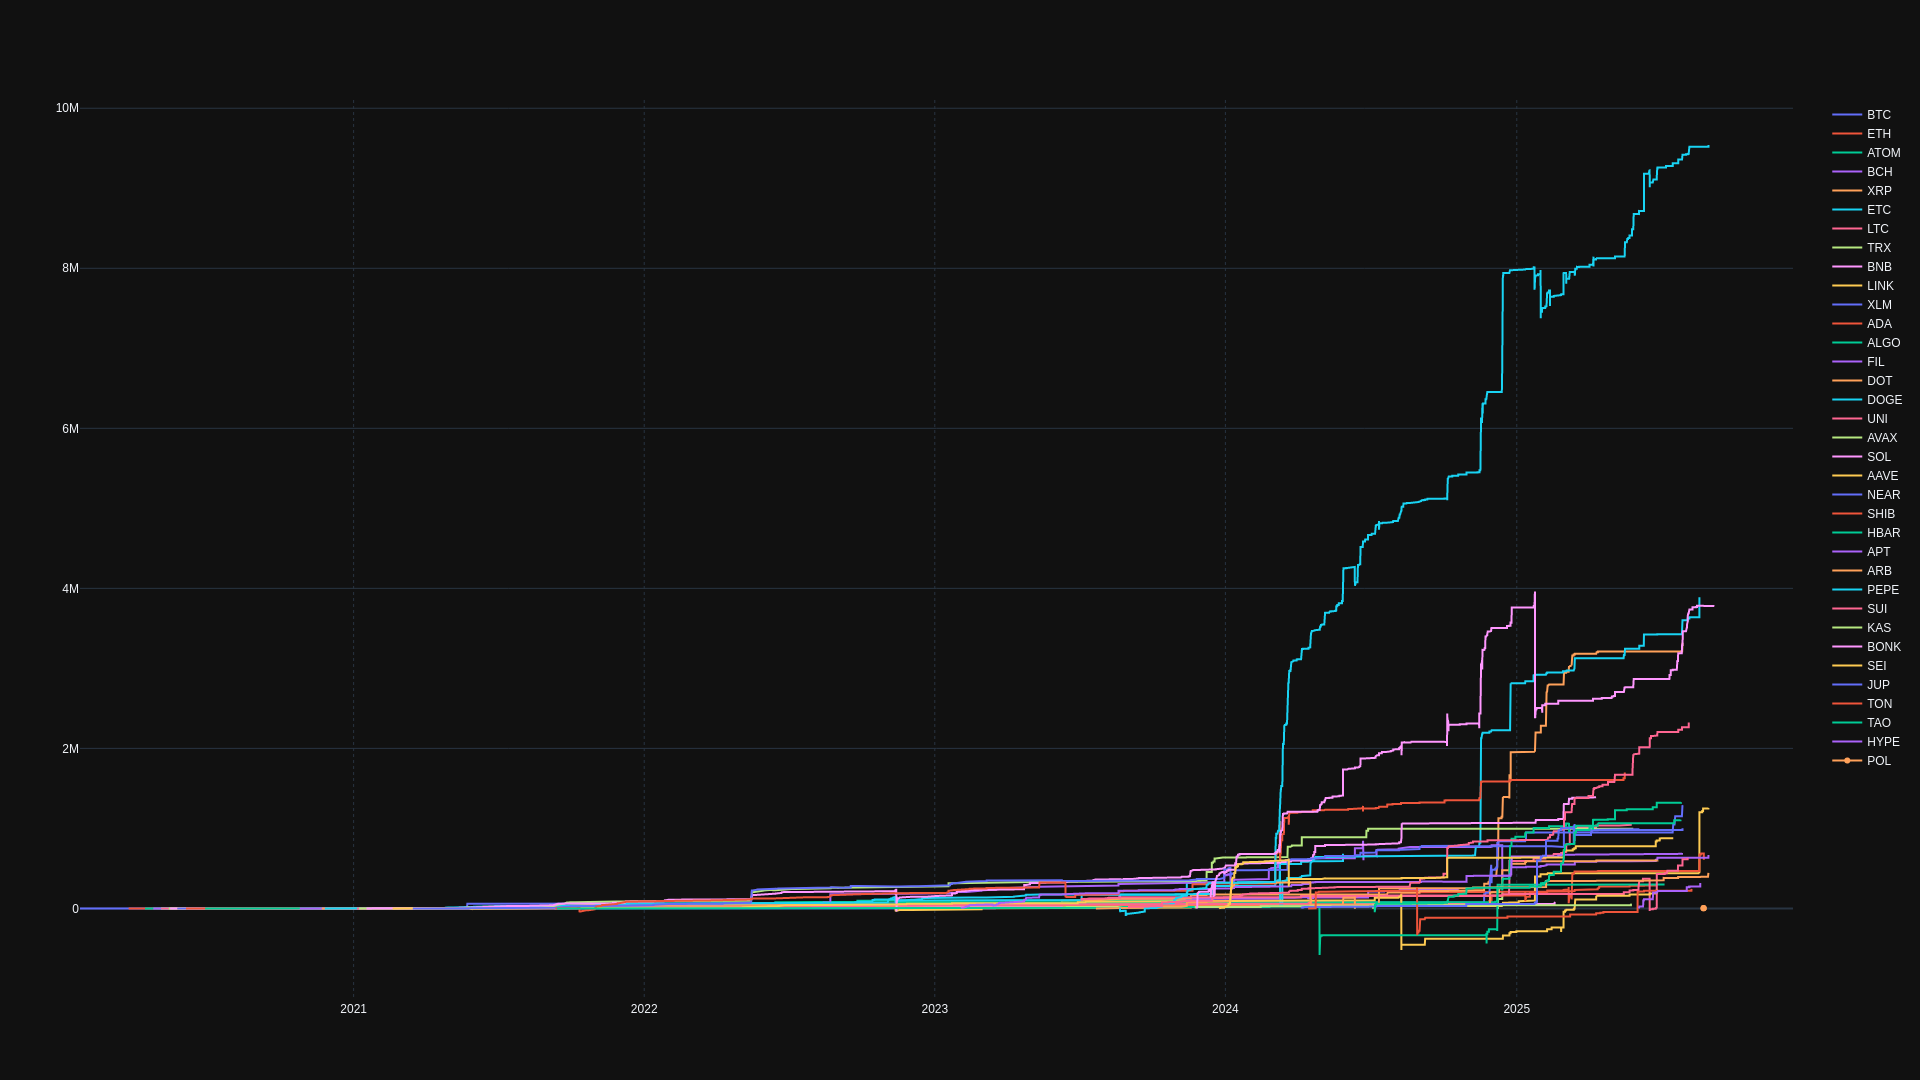 10M
8M
6M
4M
2M
0
2021
2022
2023
2024
2025
BTC
ETH
ATOM
BCH
XRP
ETC
LTC
TRX
BNB
LINK
XLM
ADA
ALGO
FIL
DOT
DOGE
UNI
AVAX
SOL
AAVE
NEAR
SHIB
HBAR
APT
ARB
PEPE
SUI
KAS
BONK
SEI
JUP
TON
TAO
HYPE
POL